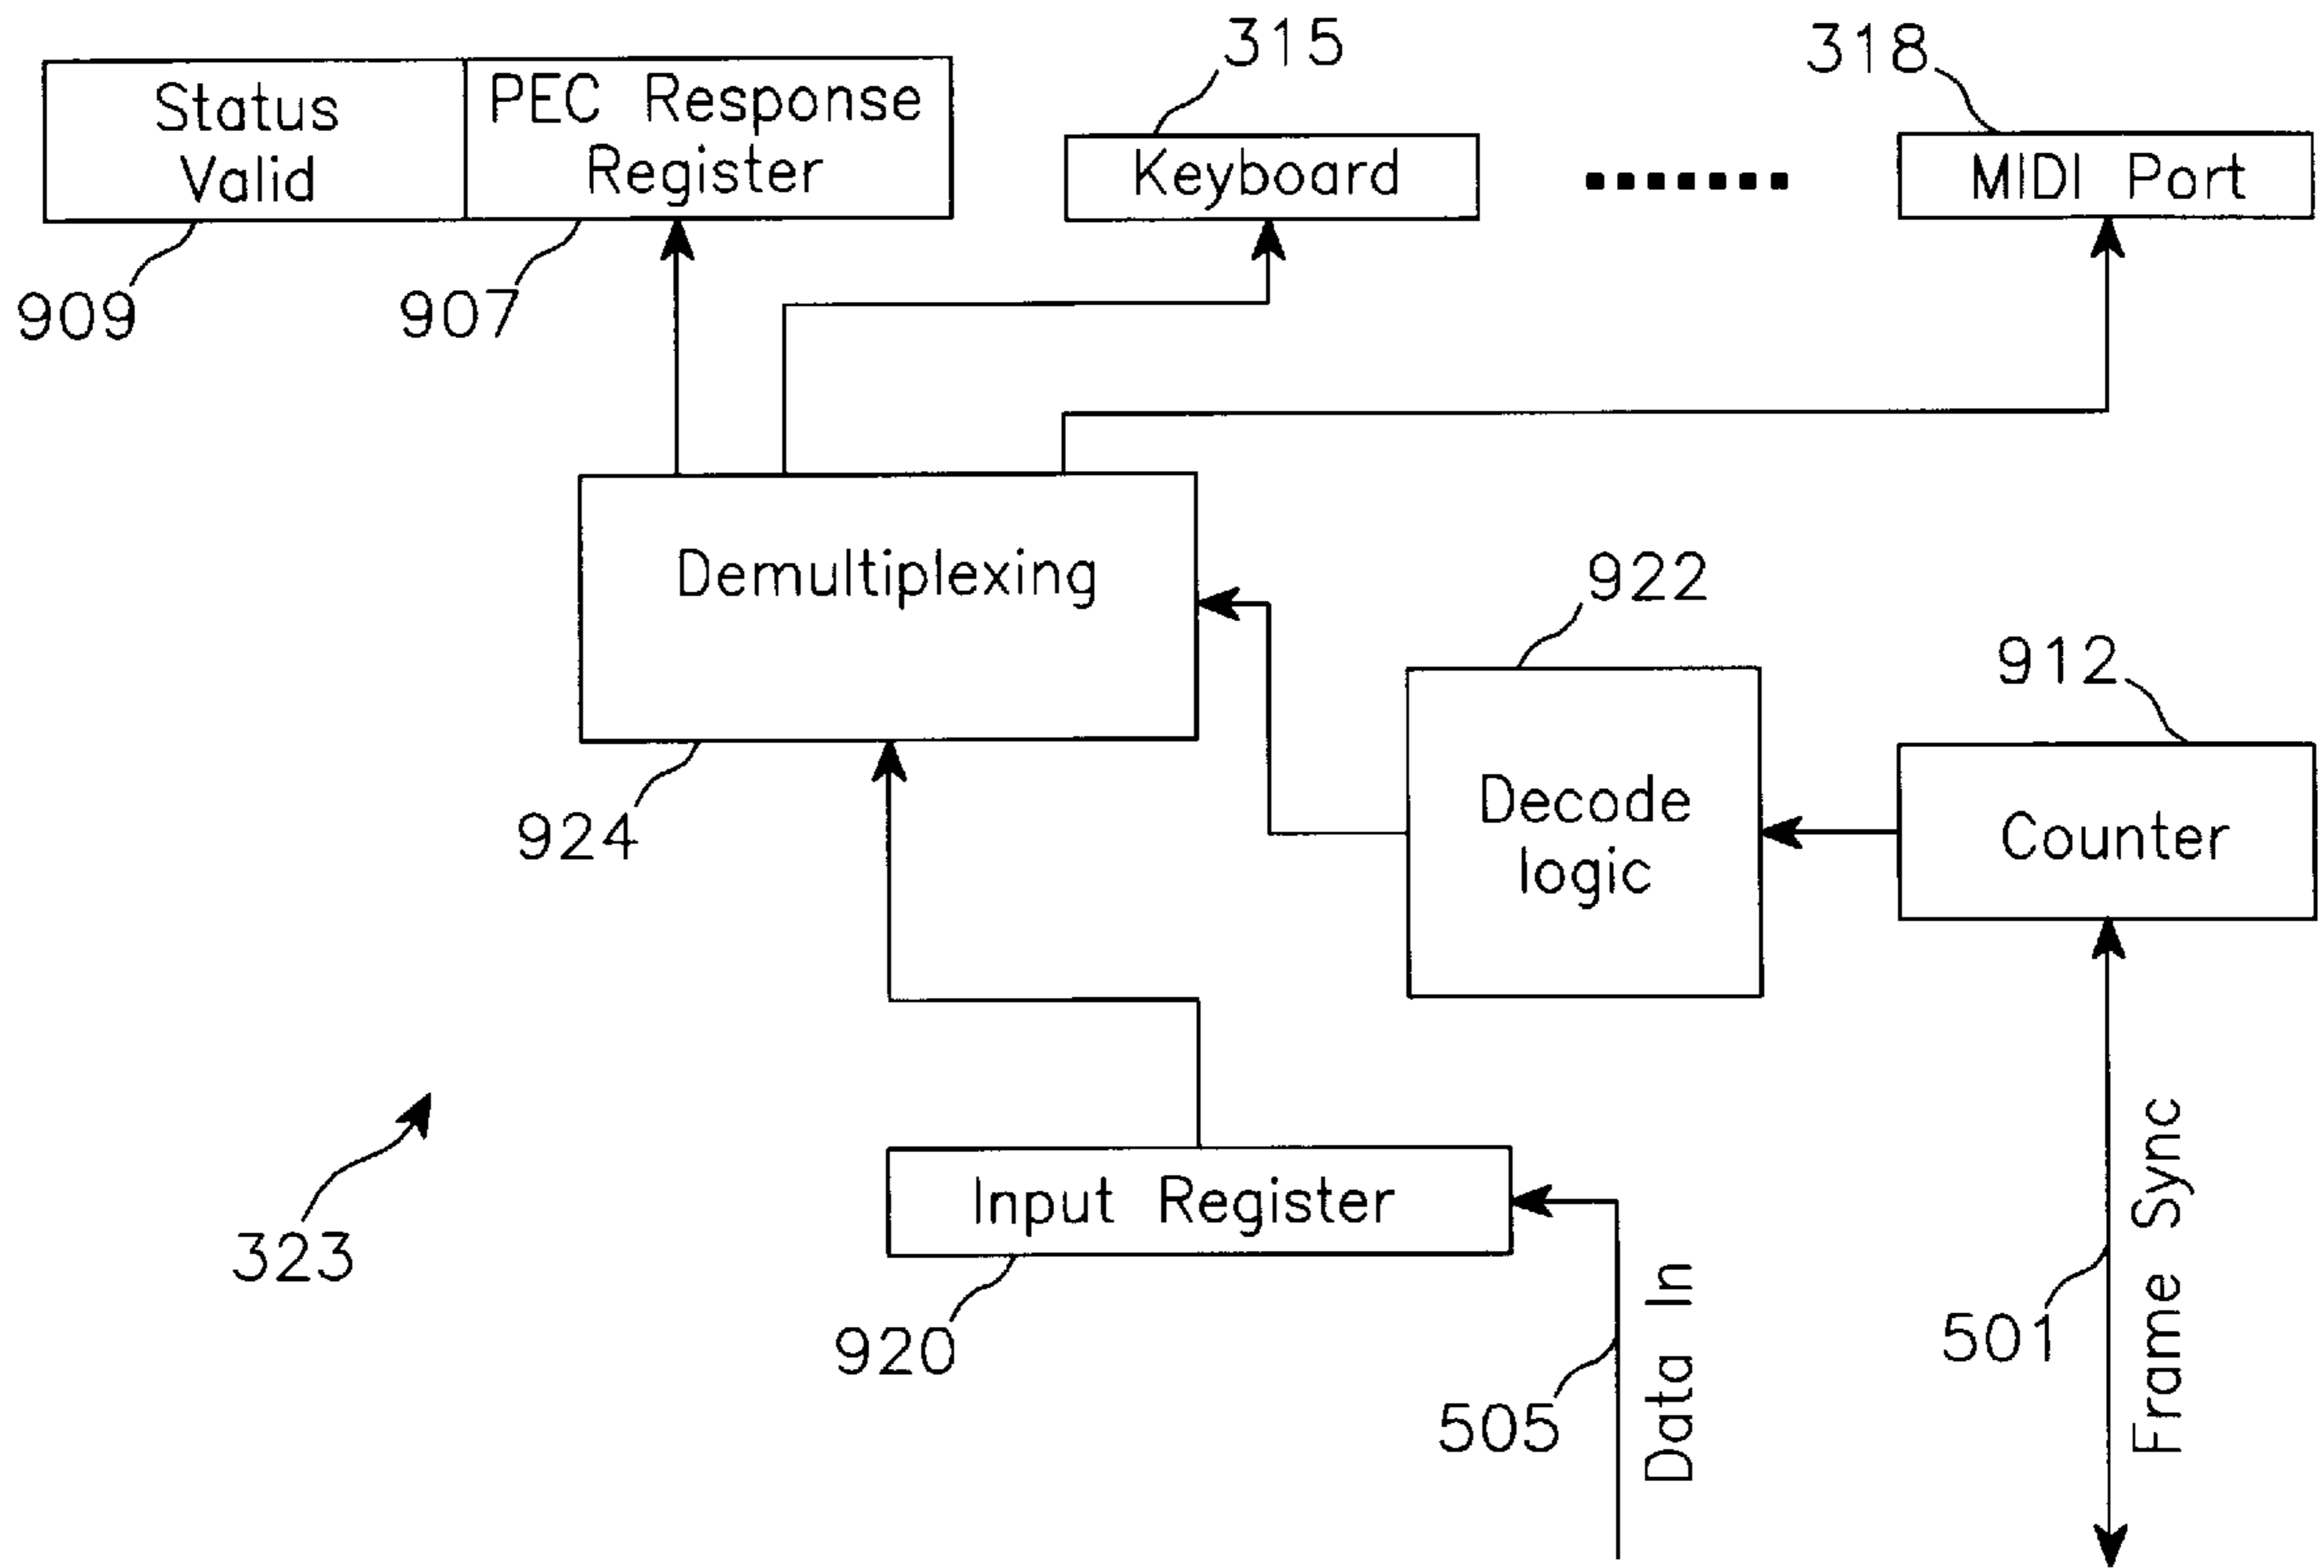 315
318
Status
Valid
PEC Response
Register
Keyboard
MIDI Port
909
907
Demultiplexing
922
912
924
Decode
logic
Counter
Input Register
323
920
505
Data In
501
Frame Sync